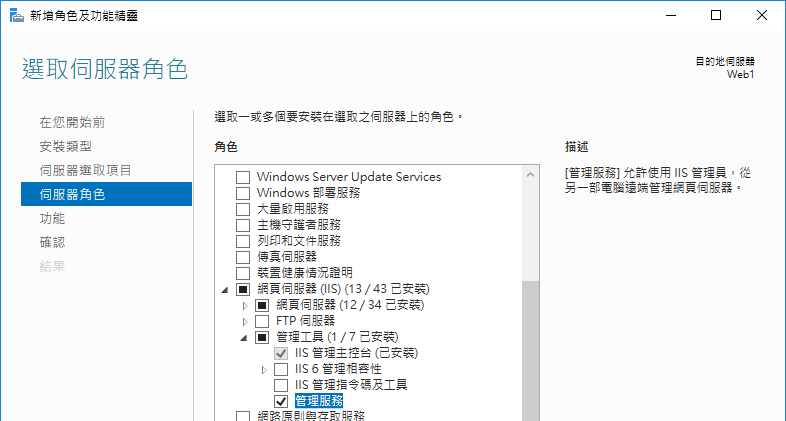 新增角色及功能精靈
選取伺服器角色
目的地伺服器
Web1
在您開始前
安裝類型
伺服器選取項目
伺服器角色
功能
確認
結果
選取一或多個要安裝在選取之伺服器上的角色。
角色
Windows Server Update Services
Windows 部署服務
大量啟用服務
主機守護者服務
列印和文件服務
傳真伺服器
裝置健康情況證明
網頁伺服器 (IIS) (13 / 43 已安裝)
網頁伺服器 (12 / 34 已安裝)
FTP 伺服器
管理工具 (1 / 7 已安裝)
IIS 管理主控台 (已安裝)
IIS 6 管理相容性
IIS 管理指令碼及工具
管理服務
網路原則與存取服務
描述
[管理服務] 允許使用 IIS 管理員，從
另一部電腦遠端管理網頁伺服器。